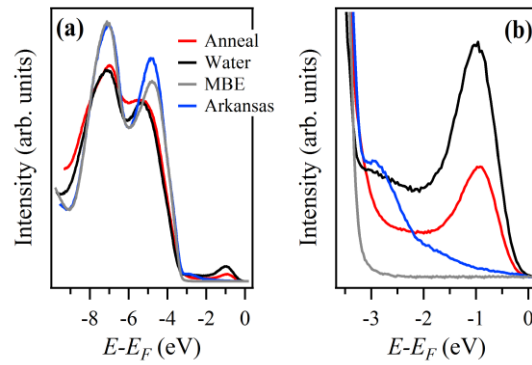 (a)
Anneal
Water
MBE
Arkansas
Intensity (arb. units)
-8 -6 -4 -2 0
E-E_F (eV)
(b)
Intensity (arb. units)
-3 -2 -1 0
E-E_F (eV)